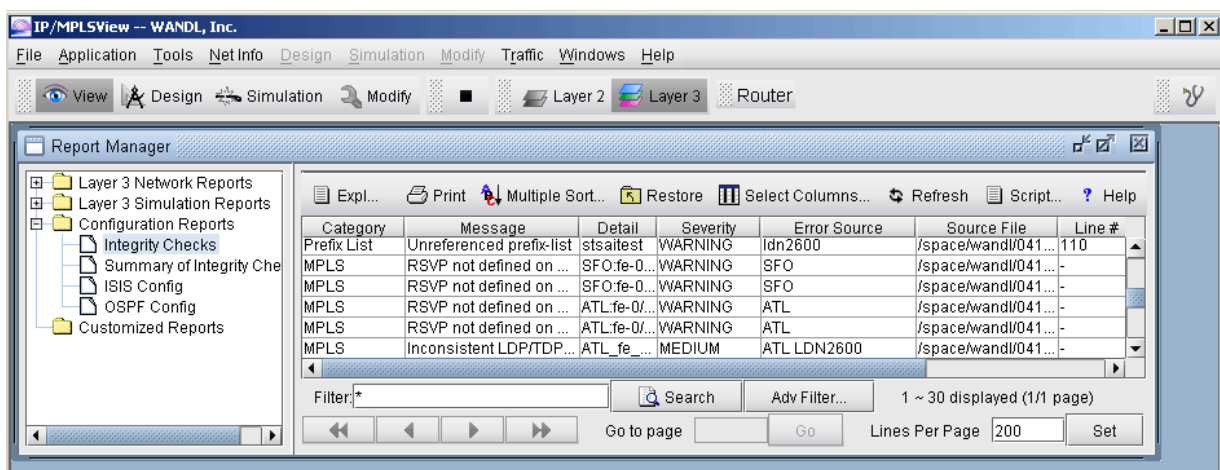 IP/MPLSView -- WANDL, Inc.
File Application Tools Net Info Design Simulation Modify Traffic Windows Help
View Design Simulation Modify Layer 2 Layer 3 Router
Report Manager
Layer 3 Network Reports
Layer 3 Simulation Reports
Configuration Reports
Integrity Checks
Summary of Integrity Che
ISIS Config
OSPF Config
Customized Reports
Expl... Print Multiple Sort... Restore Select Columns... Refresh Script... Help
Category Message Detail Severity Error Source Source File Line #
Prefix List Unreferenced prefix-list stsaitest WARNING ldn2600 /space/wandl/041... 110
MPLS RSVP not defined on ... SFO:fe-0... WARNING SFO /space/wandl/041... -
MPLS RSVP not defined on ... SFO:fe-0... WARNING SFO /space/wandl/041... -
MPLS RSVP not defined on ... ATL:fe-0/... WARNING ATL /space/wandl/041... -
MPLS RSVP not defined on ... ATL:fe-0/... WARNING ATL /space/wandl/041... -
MPLS Inconsistent LDP/TDP... ATL_fe_... MEDIUM ATL LDN2600 /space/wandl/041... -
Filter: * Search Adv Filter... 1 ~ 30 displayed (1/1 page)
Go to page Go Lines Per Page 200 Set